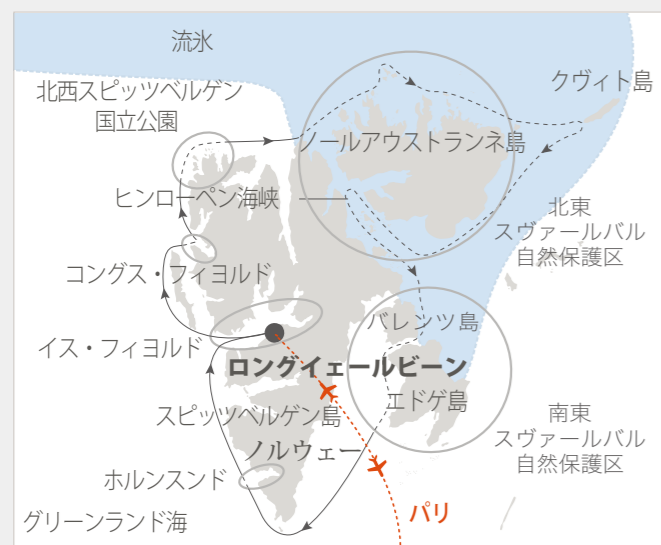 流氷
クヴィト島
北西スピッツベルゲン
国立公園
ノールアウストランネ島
ヒンローペン海峡
北東
スヴァールバル
自然保護区
コングス・フィヨルド
バレンツ島
イス・フィヨルド
ロングイェールビーン
エドゲ島
スピッツベルゲン島
南東
スヴァールバル
自然保護区
ノルウェー
ホルンスンド
グリーンランド海
パリ